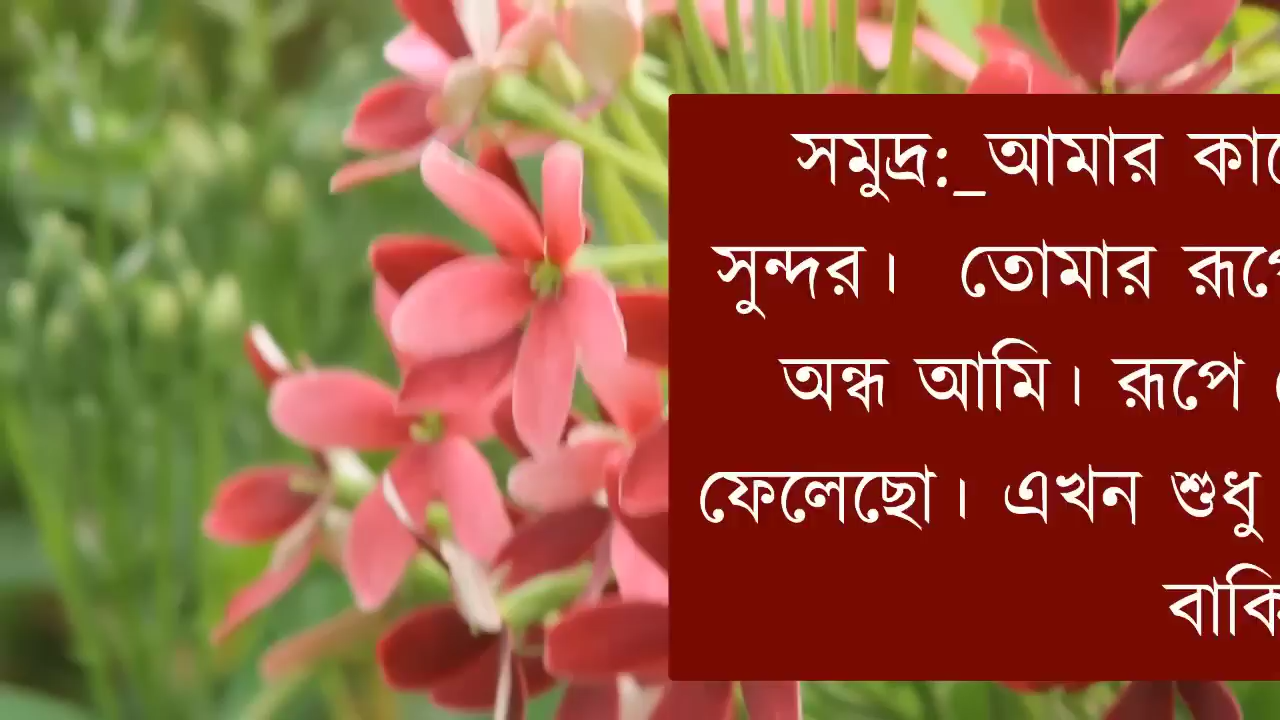 সমুদ্র:_আমার
সুন্দর। তোমার
অন্ধ আমি। রূপে
ফেলেছো। এখন শুধু